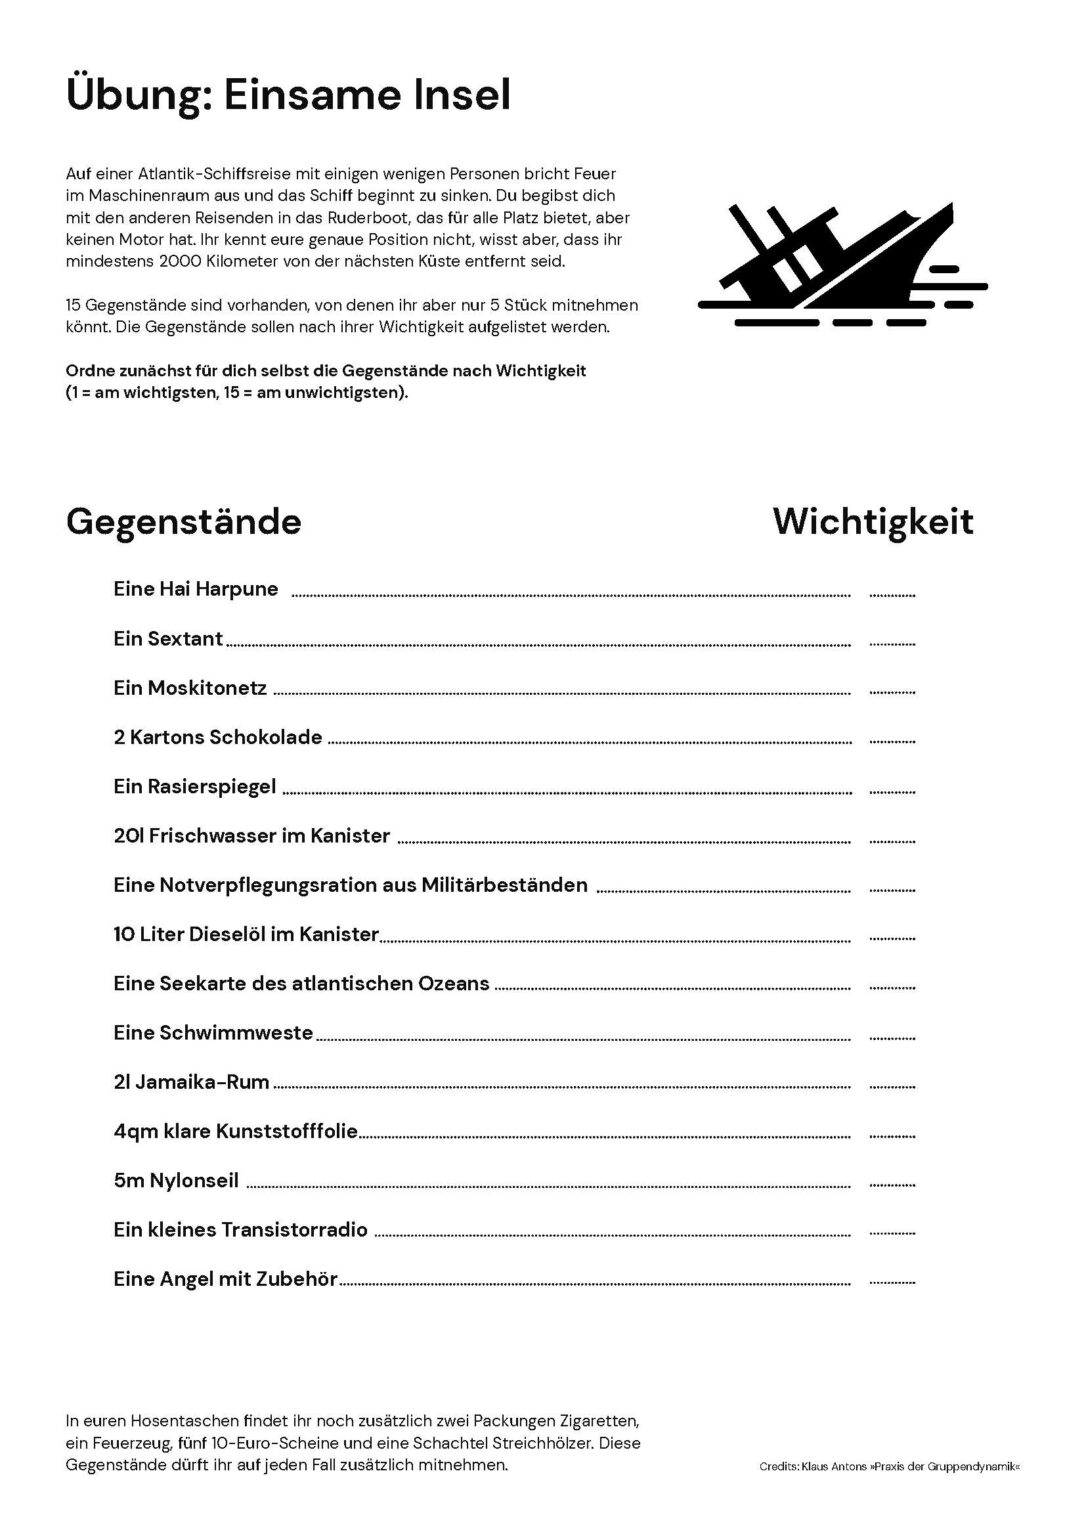 Übung: Einsame Insel
Auf einer Atlantik-Schiffsreise mit einigen wenigen Personen bricht Feuer
im Maschinenraum aus und das Schiff beginnt zu sinken. Du begibst dich
mit den anderen Reisenden in das Ruderboot, das für alle Platz bietet, aber
keinen Motor hat. Ihr kennt eure genaue Position nicht, wisst aber, dass ihr
mindestens 2000 Kilometer von der nächsten Küste entfernt seid.
15 Gegenstände sind vorhanden, von denen ihr aber nur 5 Stück mitnehmen
könnt. Die Gegenstände sollen nach ihrer Wichtigkeit aufgelistet werden.
Ordne zunächst für dich selbst die Gegenstände nach Wichtigkeit
(1 = am wichtigsten, 15 = am unwichtigsten).
Gegenstände Wichtigkeit
Eine Hai Harpune
Ein Sextant
Ein Moskitonetz
2 Kartons Schokolade
Ein Rasierspiegel
20l Frischwasser im Kanister
Eine Notverpflegungsration aus Militärbeständen
10 Liter Dieselöl im Kanister
Eine Seekarte des atlantischen Ozeans
Eine Schwimmweste
2l Jamaika-Rum
4qm klare Kunststofffolie
5m Nylonseil
Ein kleines Transistorradio
Eine Angel mit Zubehör
In euren Hosentaschen findet ihr noch zusätzlich zwei Packungen Zigaretten,
ein Feuerzeug, fünf 10-Euro-Scheine und eine Schachtel Streichhölzer. Diese
Gegenstände dürft ihr auf jeden Fall zusätzlich mitnehmen.
Credits: Klaus Antons »Praxis der Gruppendynamik«